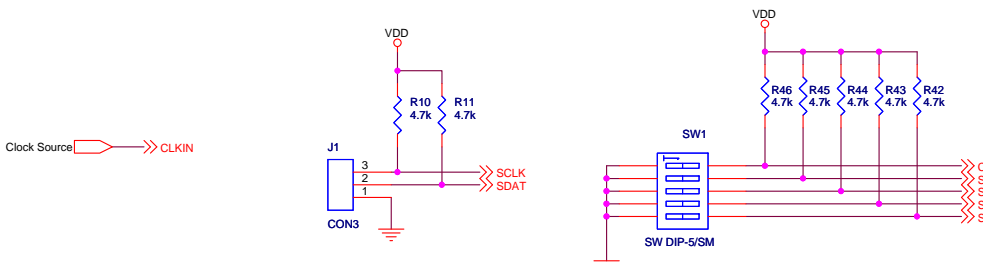 VDD
VDD
R10
4.7k
R11
4.7k
R46
4.7k
R45
4.7k
R44
4.7k
R43
4.7k
R42
4.7k
SW1
Clock Source
CLKIN
J1
3
2
1
SCLK
SDAT
CON3
SW DIP-5/SM